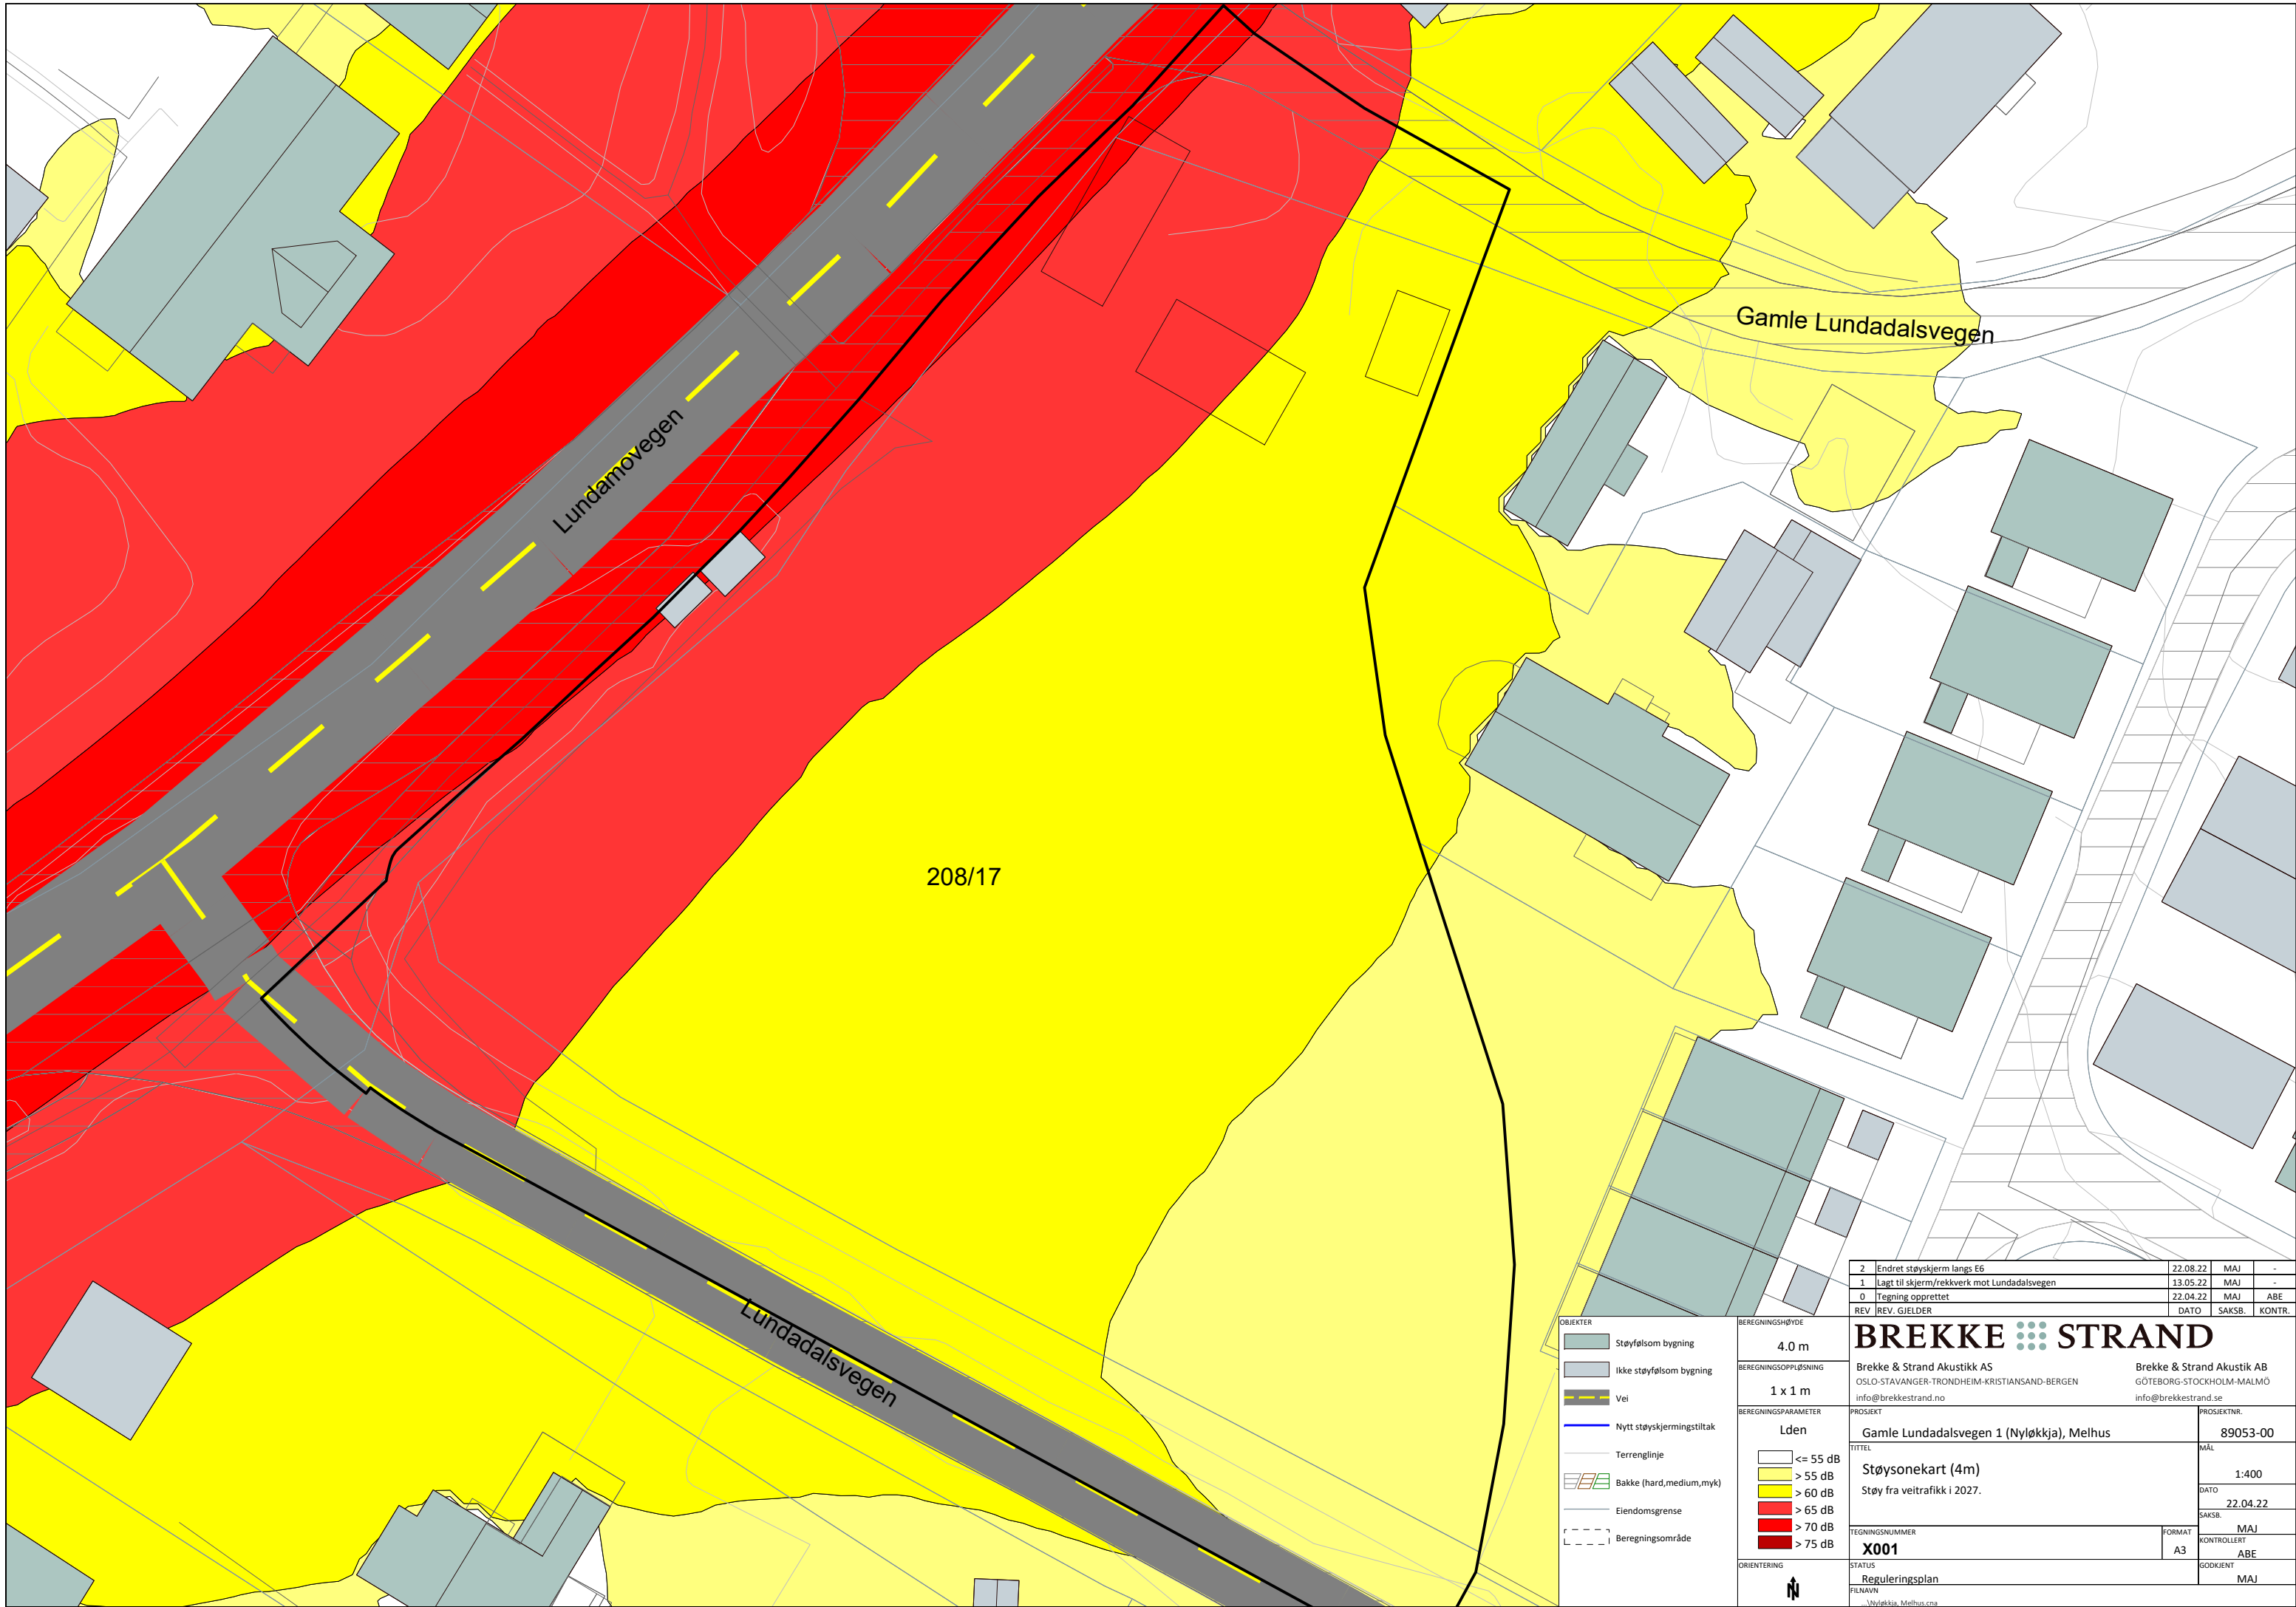 Gamle Lundadalsvegen
Lundamovegen
208/17
Lundadalsvegen
2 Endret støyskjerm langs E6 22.08.22 MAJ -
1 Lagt til skjerm/rekkverk mot Lundadalsvegen 13.05.22 MAJ -
0 Tegning opprettet 22.04.22 MAJ ABE
REV REV. GJELDER DATO SAKSB. KONTR.
OBJEKTER
Støyfølsom bygning
Ikke støyfølsom bygning
Vei
Nytt støyskjermingstiltak
Terrenglinje
Bakke (hard,medium,myk)
Eiendomsgrense
Beregningsområde
BEREGNINGSHØYDE
4.0 m
BEREGNINGSOPPLØSNING
1 x 1 m
BEREGNINGSPARAMETER
Lden
<= 55 dB
> 55 dB
> 60 dB
> 65 dB
> 70 dB
> 75 dB
ORIENTERING
N
BREKKE STRAND
Brekke & Strand Akustikk AS
OSLO-STAVANGER-TRONDHEIM-KRISTIANSAND-BERGEN
info@brekkestrand.no
Brekke & Strand Akustik AB
GÖTEBORG-STOCKHOLM-MALMÖ
info@brekkestrand.se
PROSJEKT
Gamle Lundadalsvegen 1 (Nyløkkja), Melhus
PROSJEKTNR.
89053-00
TITTEL
Støysonekart (4m)
Støy fra veitrafikk i 2027.
MÅL
1:400
DATO
22.04.22
SAKSB.
MAJ
TEGNINGSNUMMER
X001
FORMAT
A3
KONTROLLERT
ABE
STATUS
Reguleringsplan
GODKJENT
MAJ
FILNAVN
...\Nyløkkja, Melhus.cna